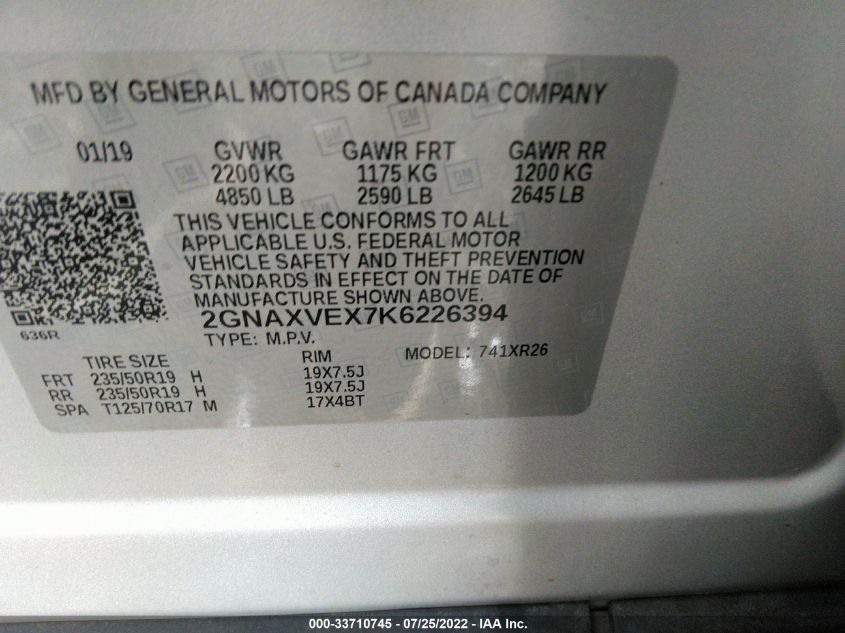 MFD BY GENERAL MOTORS OF CANADA COMPANY
01/19 GVWR GAWR FRT GAWR RR
2200 KG 1175 KG 1200 KG
4850 LB 2590 LB 2645 LB
THIS VEHICLE CONFORMS TO ALL
APPLICABLE U.S. FEDERAL MOTOR
VEHICLE SAFETY AND THEFT PREVENTION
STANDARDS IN EFFECT ON THE DATE OF
MANUFACTURE SHOWN ABOVE.
2GNAXVEX7K6226394
636R
TYPE: M.P.V.
TIRE SIZE RIM MODEL: 741XR26
FRT 235/50R19 H 19X7.5J
RR 235/50R19 H 19X7.5J
SPA T125/70R17 M 17X4BT
000-33710745 - 07/25/2022 - IAA Inc.